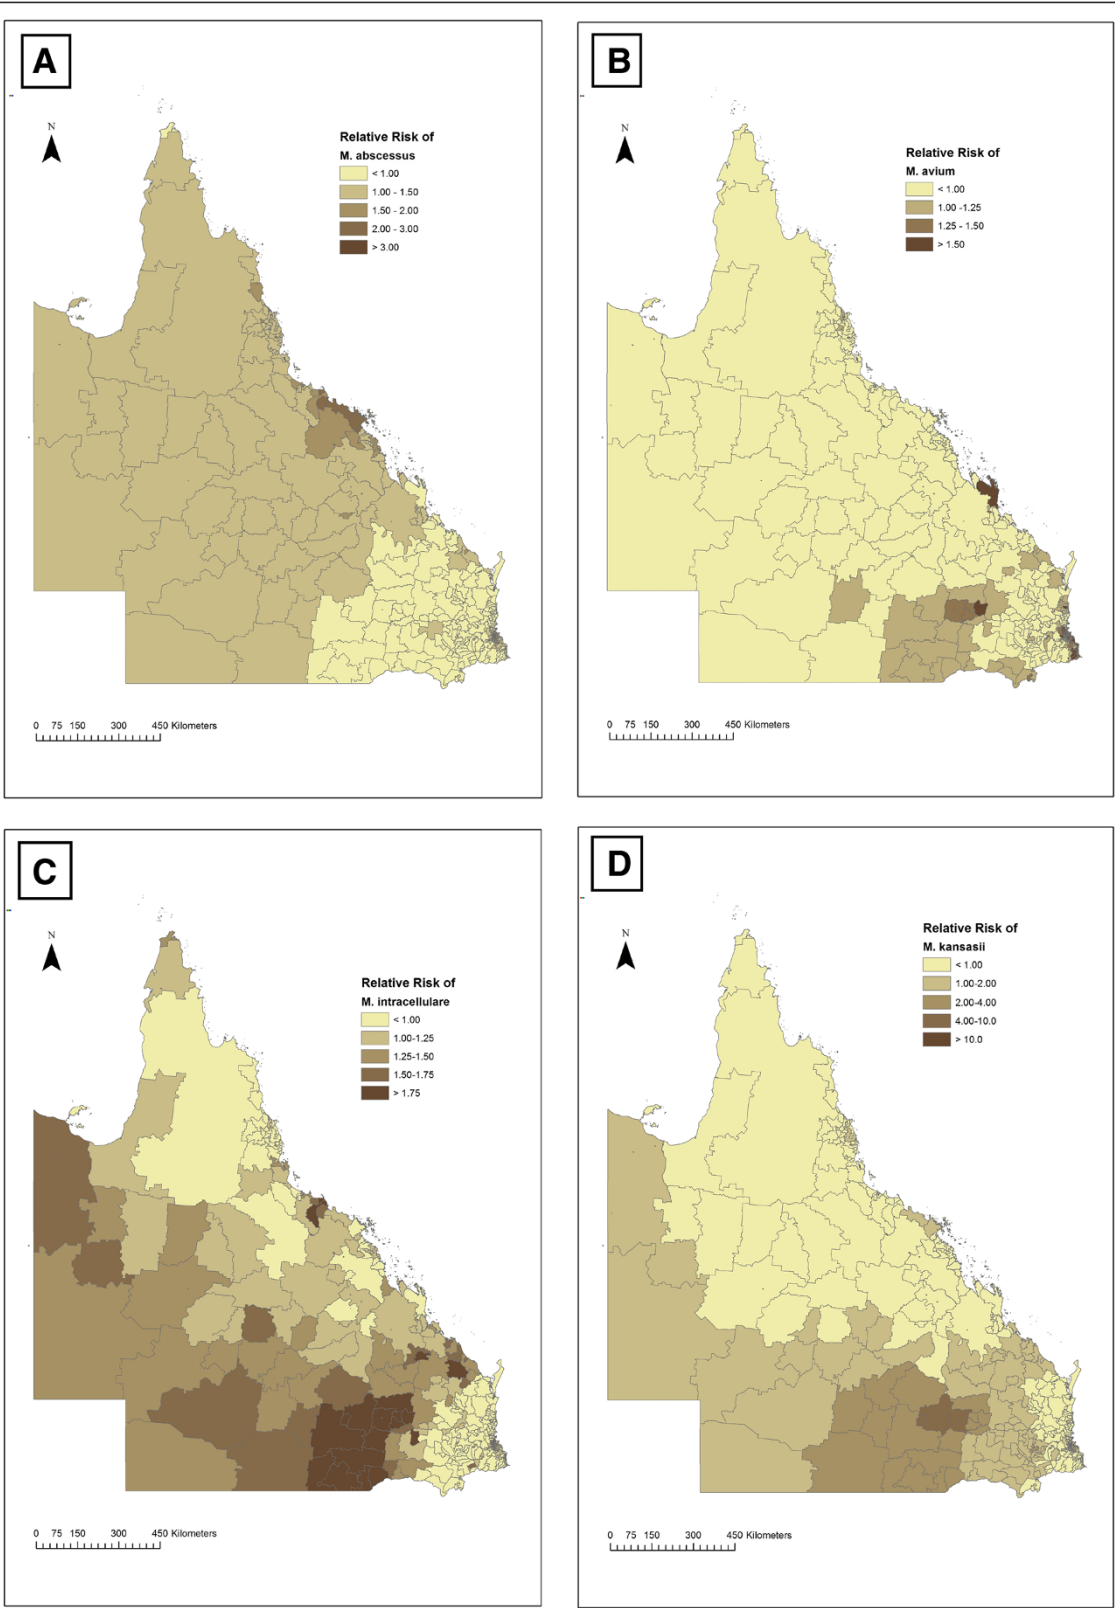 A
N
Relative Risk of
M. abscessus
< 1.00
1.00 - 1.50
1.50 - 2.00
2.00 - 3.00
> 3.00
0 75 150 300 450 Kilometers
B
N
Relative Risk of
M. avium
< 1.00
1.00 -1.25
1.25 - 1.50
> 1.50
0 75 150 300 450 Kilometers
C
N
Relative Risk of
M. intracellulare
< 1.00
1.00-1.25
1.25-1.50
1.50-1.75
> 1.75
0 75 150 300 450 Kilometers
D
N
Relative Risk of
M. kansasii
< 1.00
1.00-2.00
2.00-4.00
4.00-10.0
> 10.0
0 75 150 300 450 Kilometers